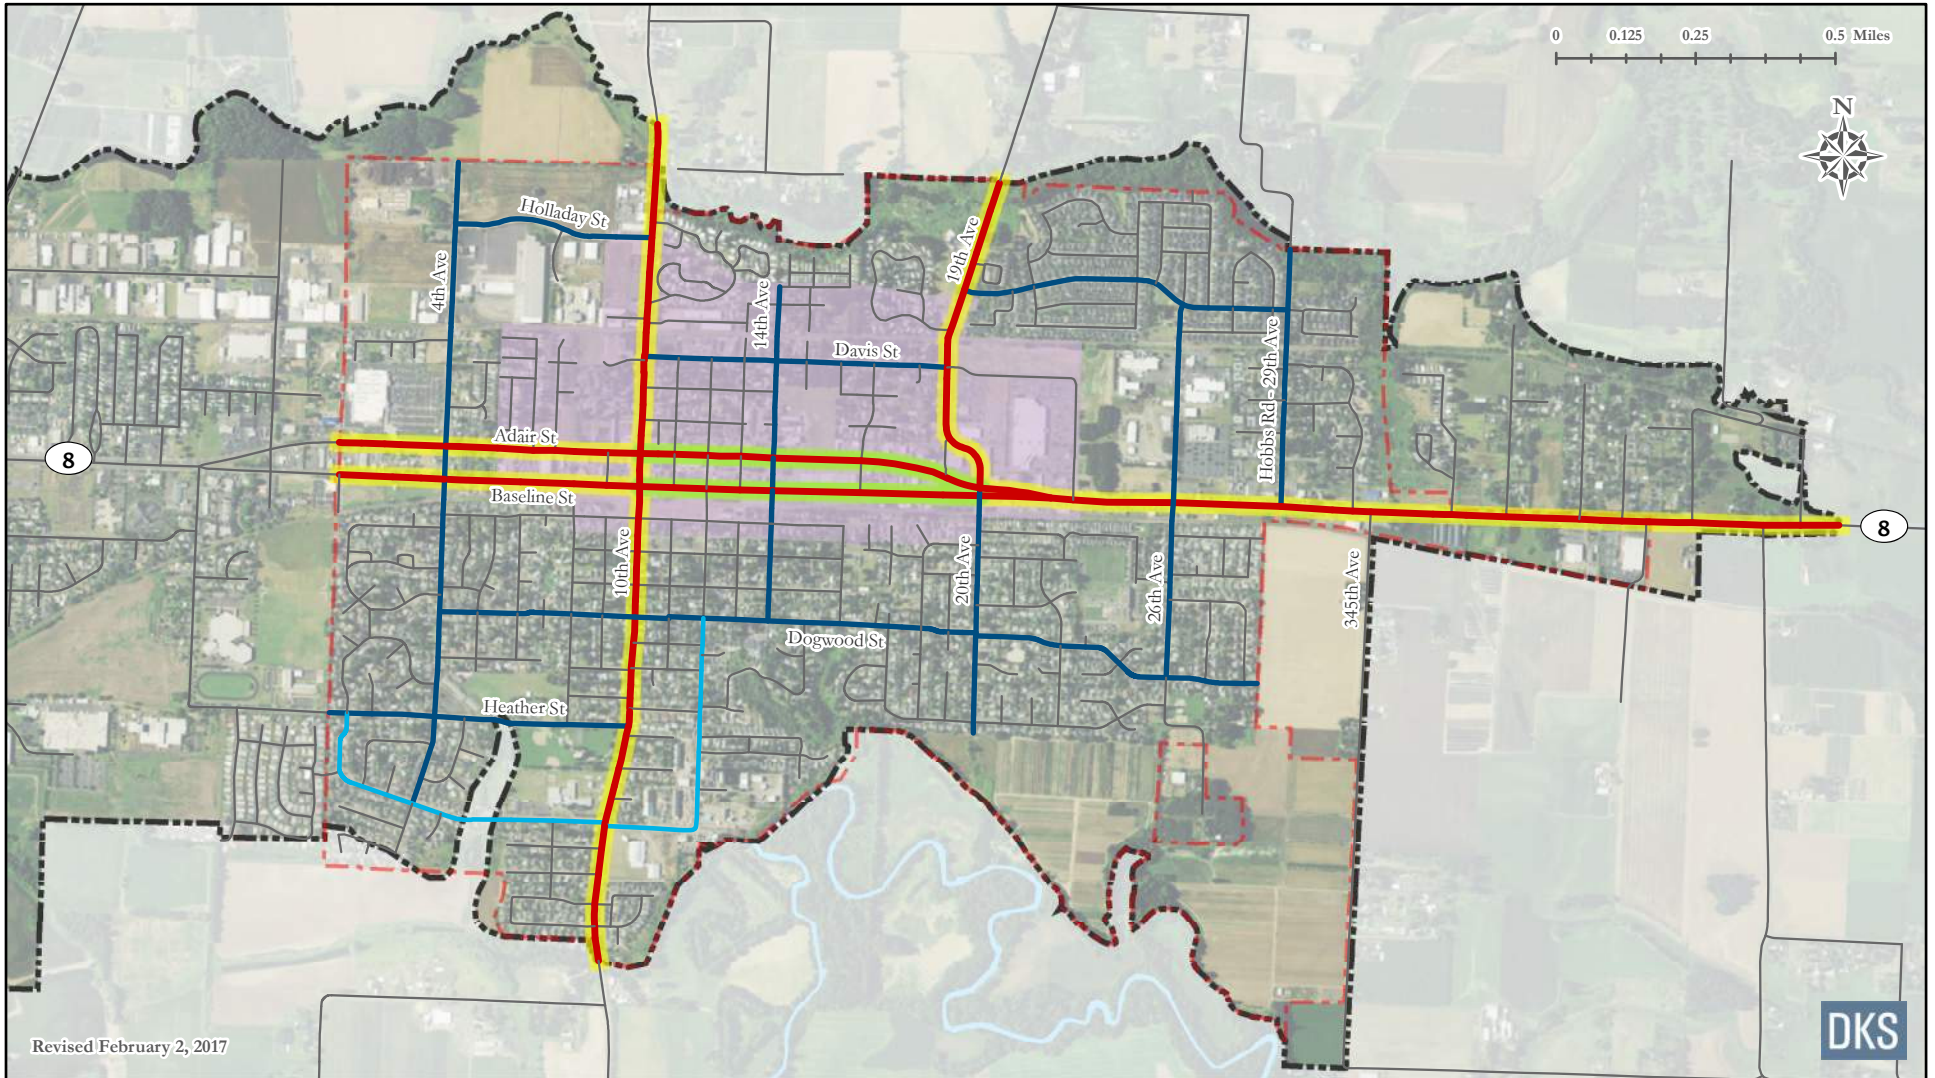 0 0.125 0.25 0.5 Miles
N
Holladay St
19th Ave
4th Ave
14th Ave
Davis St
Hobbs Rd - 29th Ave
Adair St
8
Baseline St
8
10th Ave
20th Ave
26th Ave
345th Ave
Dogwood St
Heather St
Revised February 2, 2017
DKS